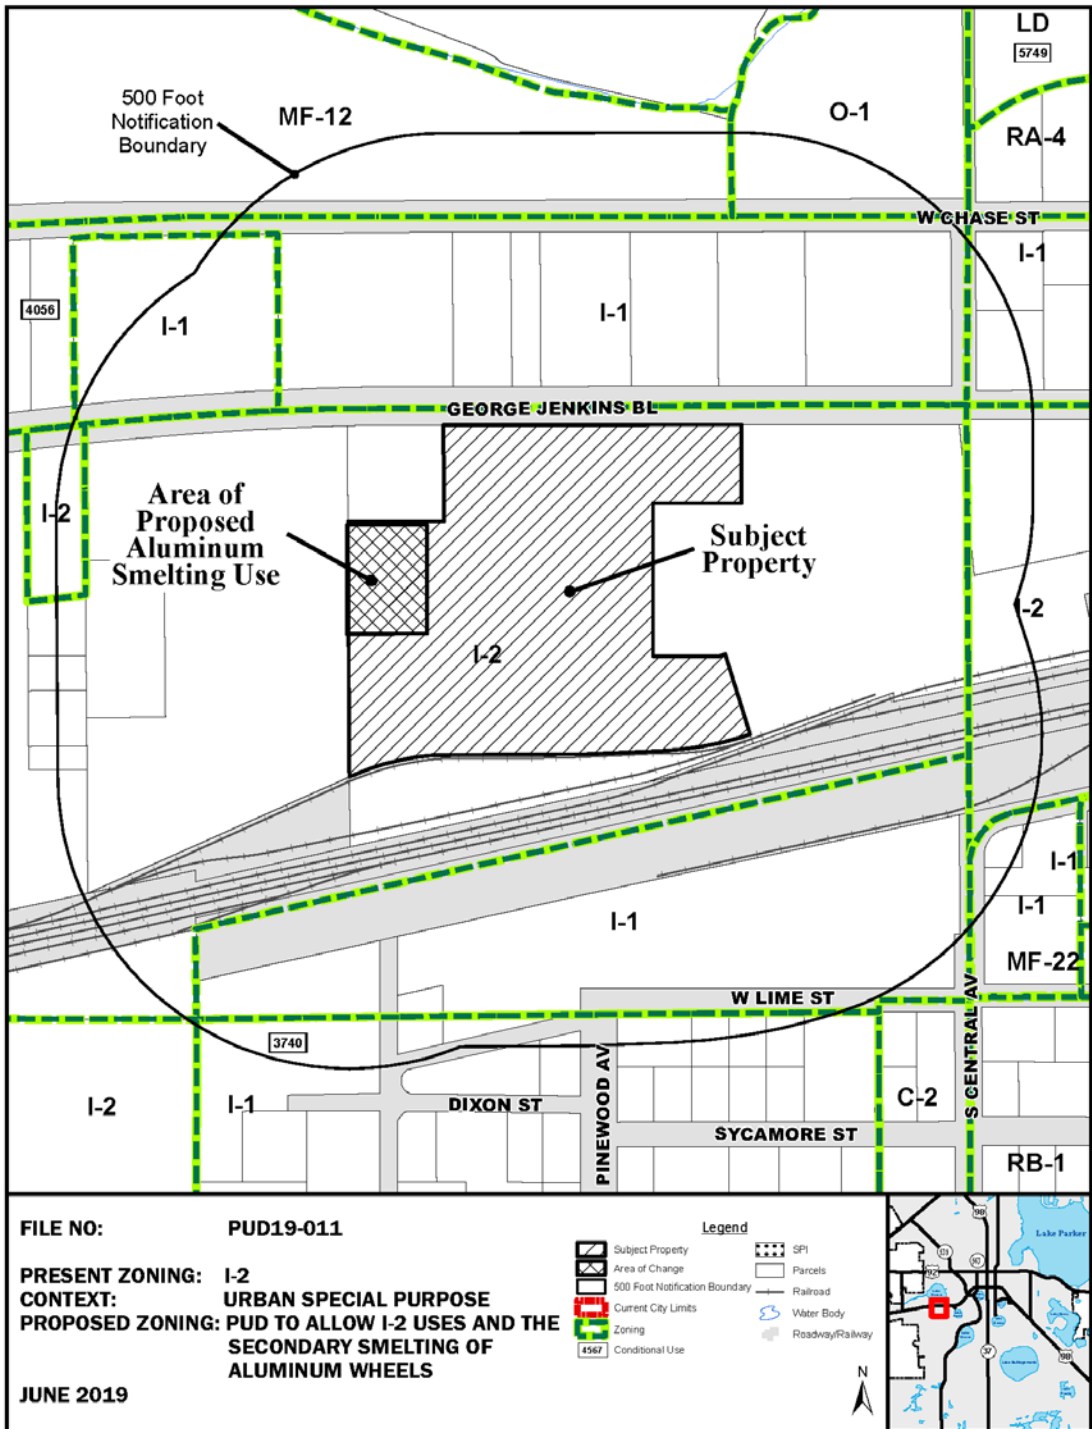 LD
5749
500 Foot
Notification
Boundary
MF-12
O-1
RA-4
W CHASE ST
I-1
4056
I-1
I-1
GEORGE JENKINS BL
Area of
Proposed
Aluminum
Smelting Use
I-2
Subject
Property
I-2
I-2
I-1
I-1
I-1
MF-22
W LIME ST
S CENTRAL AV
3740
PINEWOOD AV
I-2
I-1
DIXON ST
C-2
SYCAMORE ST
RB-1
FILE NO: PUD19-011
PRESENT ZONING: I-2
CONTEXT: URBAN SPECIAL PURPOSE
PROPOSED ZONING: PUD TO ALLOW I-2 USES AND THE
SECONDARY SMELTING OF
ALUMINUM WHEELS
JUNE 2019
Legend
Subject Property
Area of Change
500 Foot Notification Boundary
Current City Limits
Zoning
4567 Conditional Use
SPI
Parcels
Railroad
Water Body
Roadway/Railway
N
98
Lake Parker
92
37
98